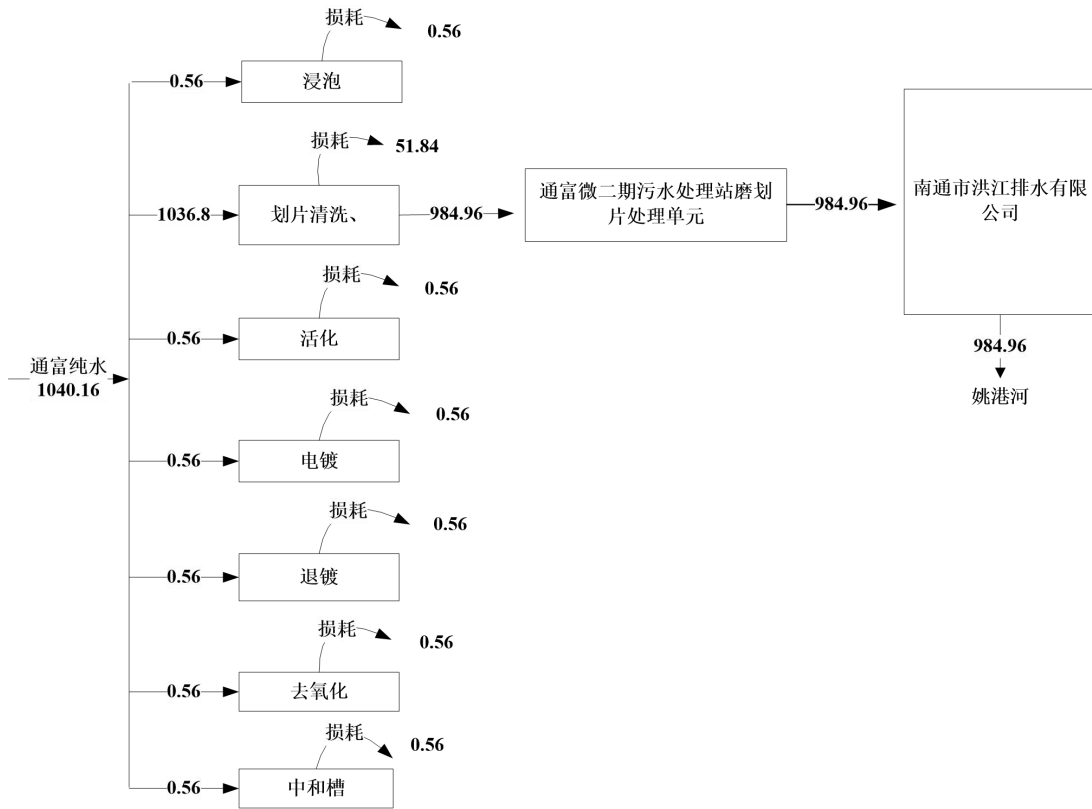 损耗
0.56
0.56
浸泡
损耗
51.84
1036.8
划片清洗、
984.96
通富微二期污水处理站磨划
片处理单元
984.96
南通市洪江排水有限
公司
984.96
姚港河
损耗
0.56
0.56
活化
通富纯水
1040.16
损耗
0.56
0.56
电镀
损耗
0.56
0.56
退镀
损耗
0.56
0.56
去氧化
损耗
0.56
0.56
中和槽